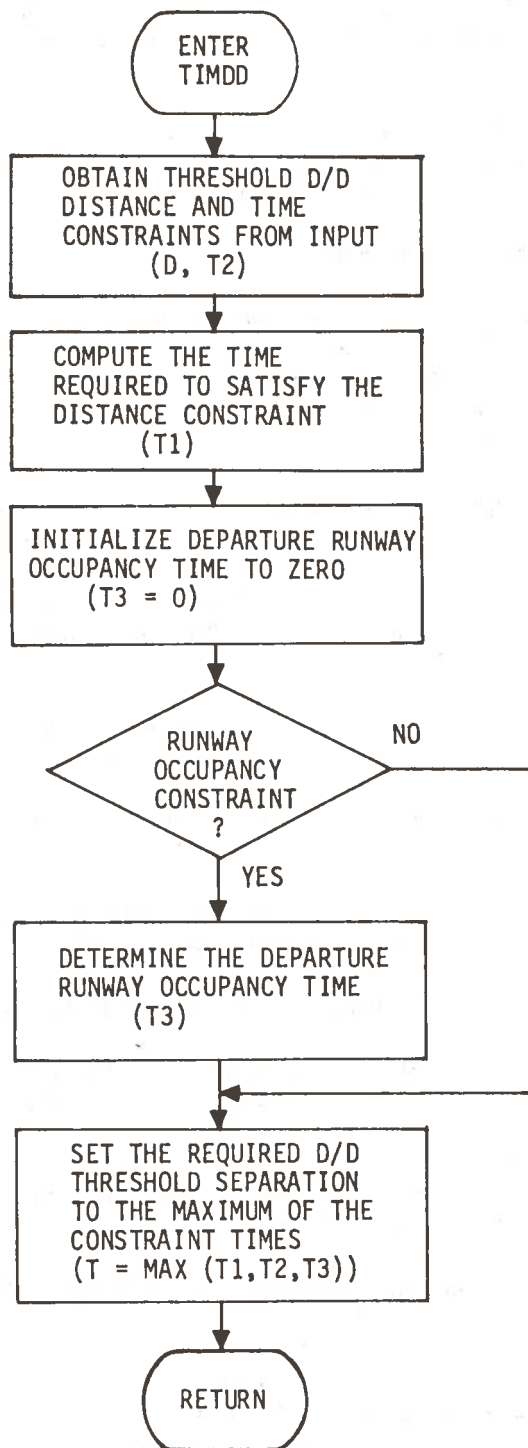 ENTER
TIMDD
OBTAIN THRESHOLD D/D
DISTANCE AND TIME
CONSTRAINTS FROM INPUT
(D, T2)
COMPUTE THE TIME
REQUIRED TO SATISFY THE
DISTANCE CONSTRAINT
(T1)
INITIALIZE DEPARTURE RUNWAY
OCCUPANCY TIME TO ZERO
(T3 = 0)
RUNWAY
OCCUPANCY
CONSTRAINT
?
NO
YES
DETERMINE THE DEPARTURE
RUNWAY OCCUPANCY TIME
(T3)
SET THE REQUIRED D/D
THRESHOLD SEPARATION
TO THE MAXIMUM OF THE
CONSTRAINT TIMES
(T = MAX (T1,T2,T3))
RETURN